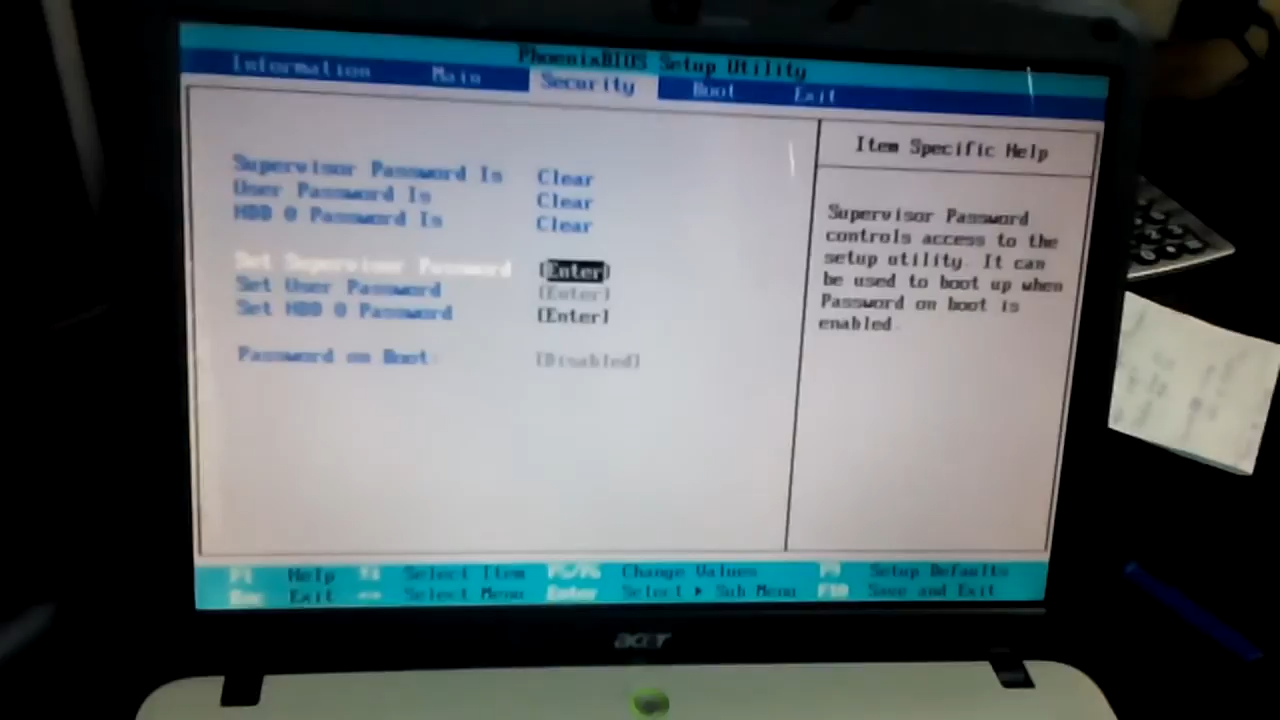 PhoenixBIOS Setup Utility
Information Main Security Boot Exit
Item Specific Help
Supervisor Password Is Clear
User Password Is Clear
HDD 0 Password Is Clear
Set Supervisor Password [Enter]
Set User Password [Enter]
Set HDD 0 Password [Enter]
Password on Boot: [Disabled]
Supervisor Password
controls access to the
setup utility. It can
be used to boot up when
Password on boot is
enabled.
F1 Help Select Item F5/F6 Change Values F9 Setup Defaults
Esc Exit Select Menu Enter Select ▶ Sub Menu F10 Save and Exit
acer